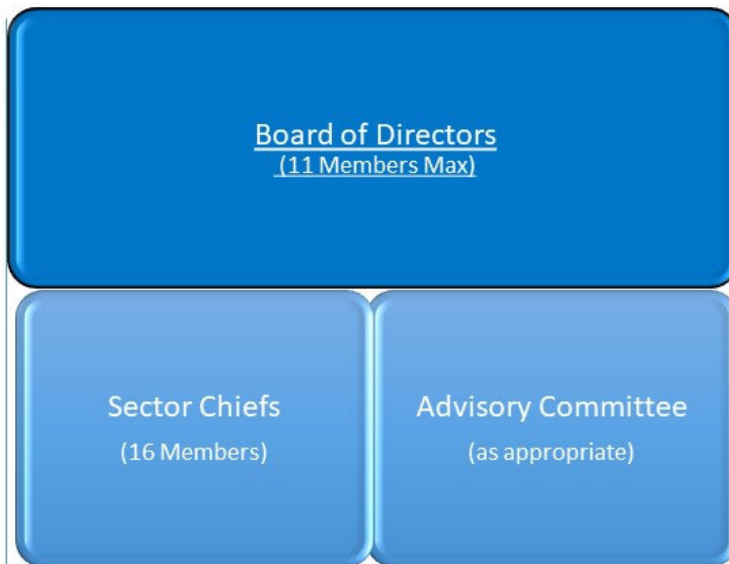 Board of Directors
(11 Members Max)
Sector Chiefs
(16 Members)
Advisory Committee
(as appropriate)